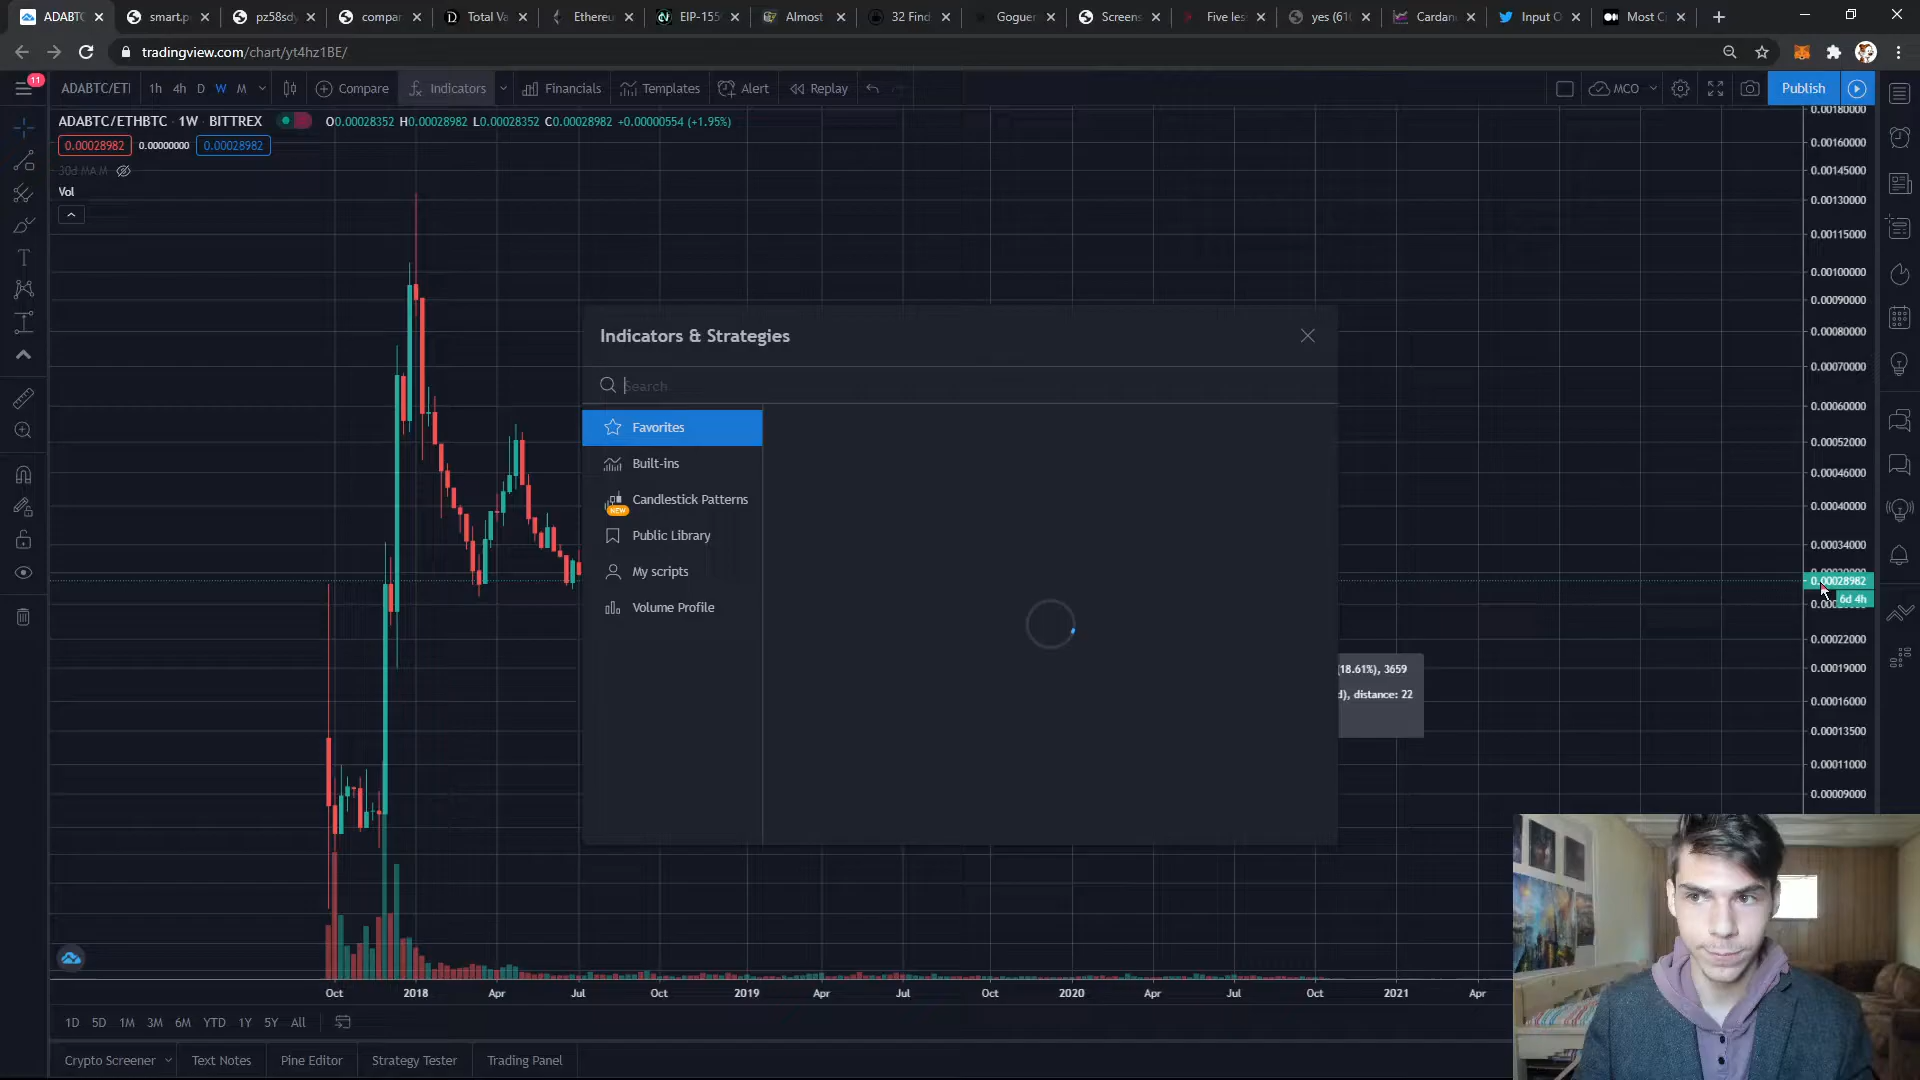 ADABTC
smart.p
pz58sdy
compar
Total Va
Ethereu
EIP-155
Almost
32 Find
Goguer
Screens
Five les
yes (61
Cardan
Input O
Most C
tradingview.com/chart/yt4hz1BE/
11
ADABTC/ETH
1h 4h D W M
Compare
Indicators
Financials
Templates
Alert
Replay
MCO
Publish
ADABTC/ETHBTC · 1W · BITTREX
O0.00028352 H0.00028982 L0.00028352 C0.00028982 +0.00000554 (+1.95%)
0.00028982 0.00000000 0.00028982
30d MA.M
Vol
Indicators & Strategies
Search
Favorites
Built-ins
Candlestick Patterns
NEW
Public Library
My scripts
Volume Profile
(18.61%), 3659
d), distance: 22
0.00180000
0.00160000
0.00145000
0.00130000
0.00115000
0.00100000
0.00090000
0.00080000
0.00070000
0.00060000
0.00052000
0.00046000
0.00040000
0.00034000
0.00028982
6d 4h
0.00022000
0.00019000
0.00016000
0.00013500
0.00011000
0.00009000
Oct 2018 Apr Jul Oct 2019 Apr Jul Oct 2020 Apr Jul Oct 2021 Apr
1D 5D 1M 3M 6M YTD 1Y 5Y All
Crypto Screener
Text Notes
Pine Editor
Strategy Tester
Trading Panel